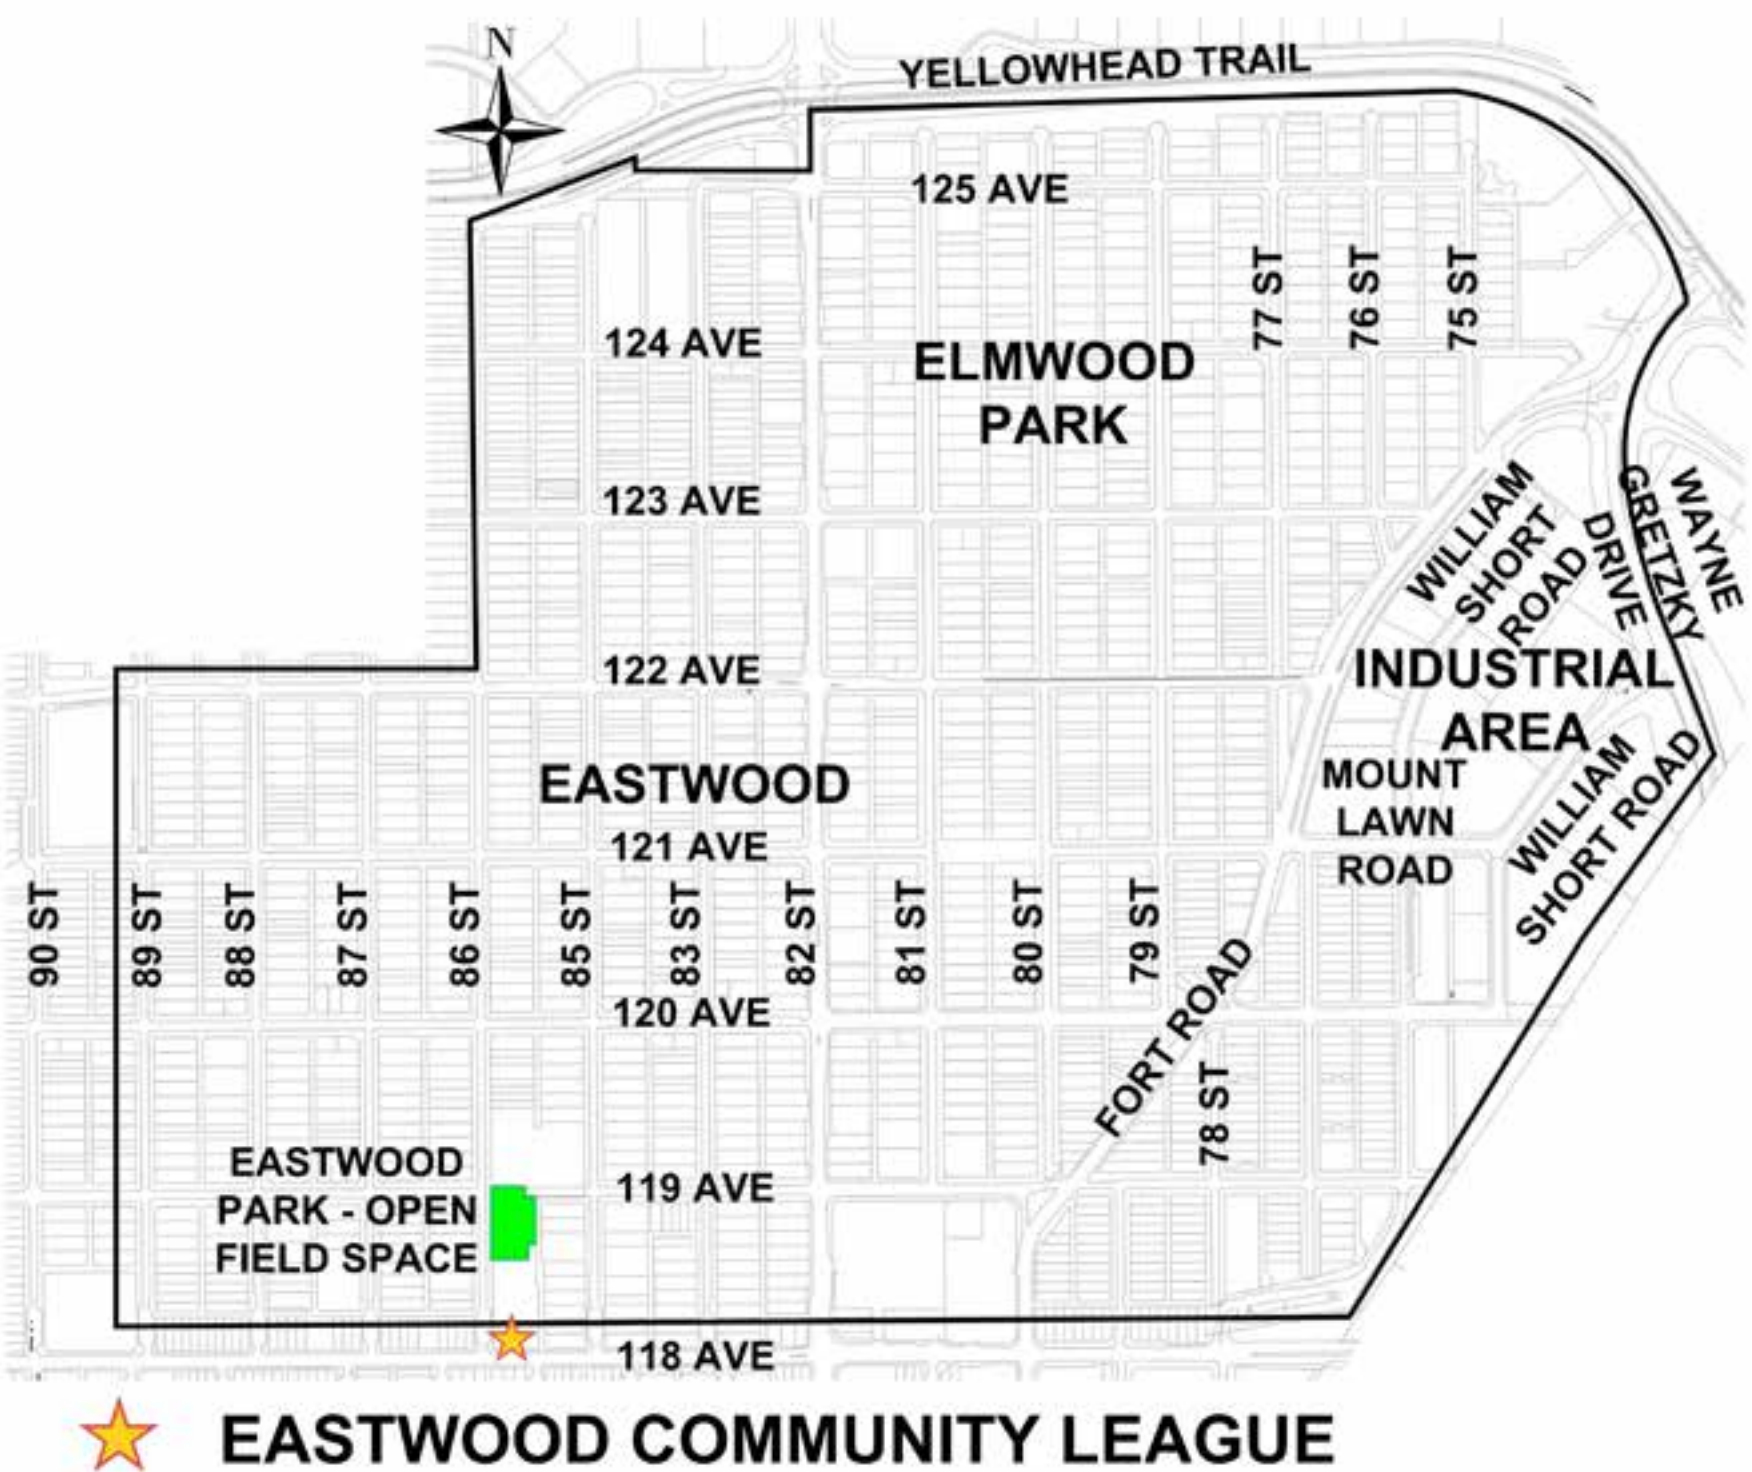 N
YELLOWHEAD TRAIL
125 AVE
77 ST
76 ST
75 ST
124 AVE
ELMWOOD
PARK
123 AVE
WILLIAM
SHORT
ROAD
WAYNE
GRETZKY
DRIVE
122 AVE
INDUSTRIAL
AREA
EASTWOOD
MOUNT
LAWN
ROAD
WILLIAM
SHORT ROAD
121 AVE
90 ST
89 ST
88 ST
87 ST
86 ST
85 ST
83 ST
82 ST
81 ST
80 ST
79 ST
120 AVE
FORT ROAD
78 ST
EASTWOOD
PARK - OPEN
FIELD SPACE
119 AVE
118 AVE
EASTWOOD COMMUNITY LEAGUE